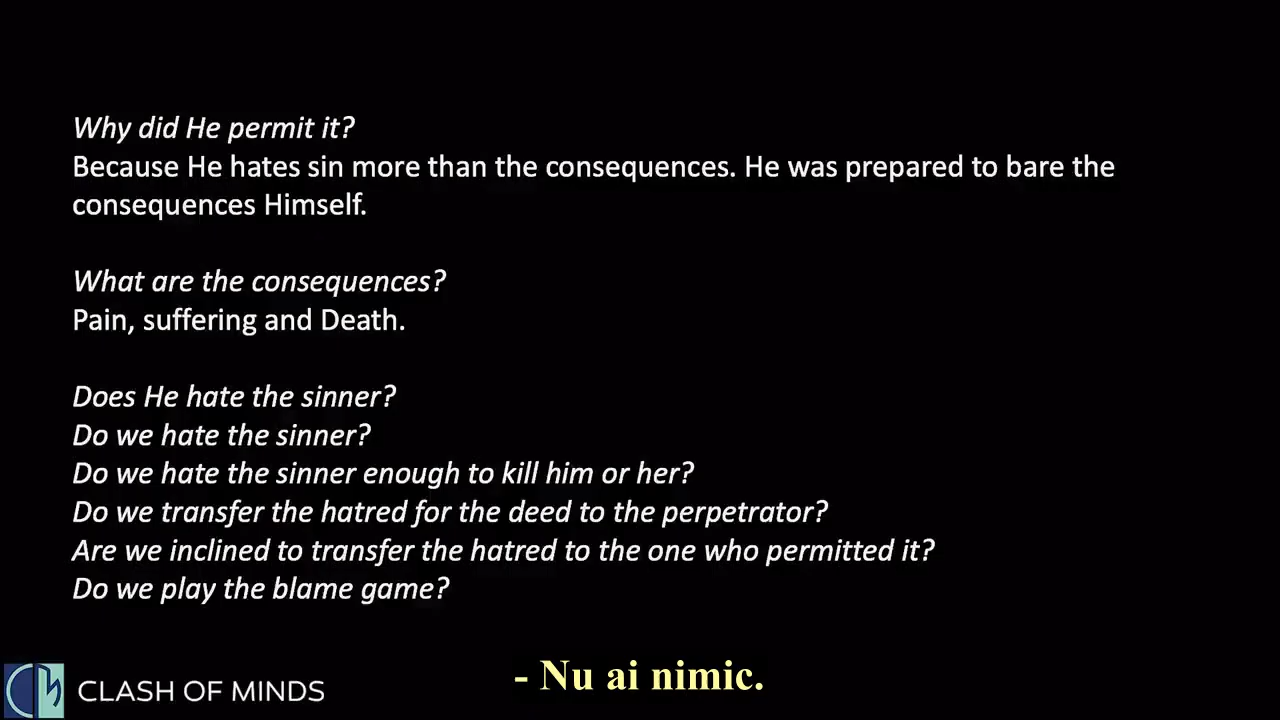 Why did He permit it?
Because He hates sin more than the consequences. He was prepared to bare the
consequences Himself.
What are the consequences?
Pain, suffering and Death.
Does He hate the sinner?
Do we hate the sinner?
Do we hate the sinner enough to kill him or her?
Do we transfer the hatred for the deed to the perpetrator?
Are we inclined to transfer the hatred to the one who permitted it?
Do we play the blame game?
- Nu ai nimic.
CLASH OF MINDS